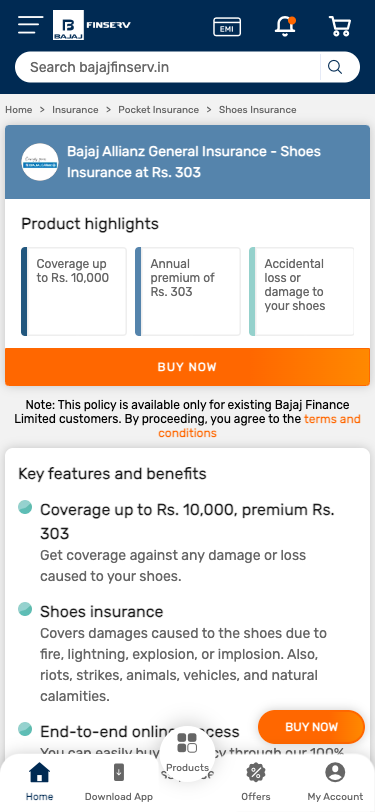 B
BAJAJ
FINSERV
EMI
Search bajajfinserv.in
Home > Insurance > Pocket Insurance > Shoes Insurance
Bajaj Allianz General Insurance - Shoes
Insurance at Rs. 303
Product highlights
Coverage up
to Rs. 10,000
Annual
premium of
Rs. 303
Accidental
loss or
damage to
your shoes
BUY NOW
Note: This policy is available only for existing Bajaj Finance
Limited customers. By proceeding, you agree to the terms and
conditions
Key features and benefits
Coverage up to Rs. 10,000, premium Rs.
303
Get coverage against any damage or loss
caused to your shoes.
Shoes insurance
Covers damages caused to the shoes due to
fire, lightning, explosion, or implosion. Also,
riots, strikes, animals, vehicles, and natural
calamities.
End-to-end online
BUY NOW
You can easily buy through our 100%
Products
Home
Download App
Offers
My Account